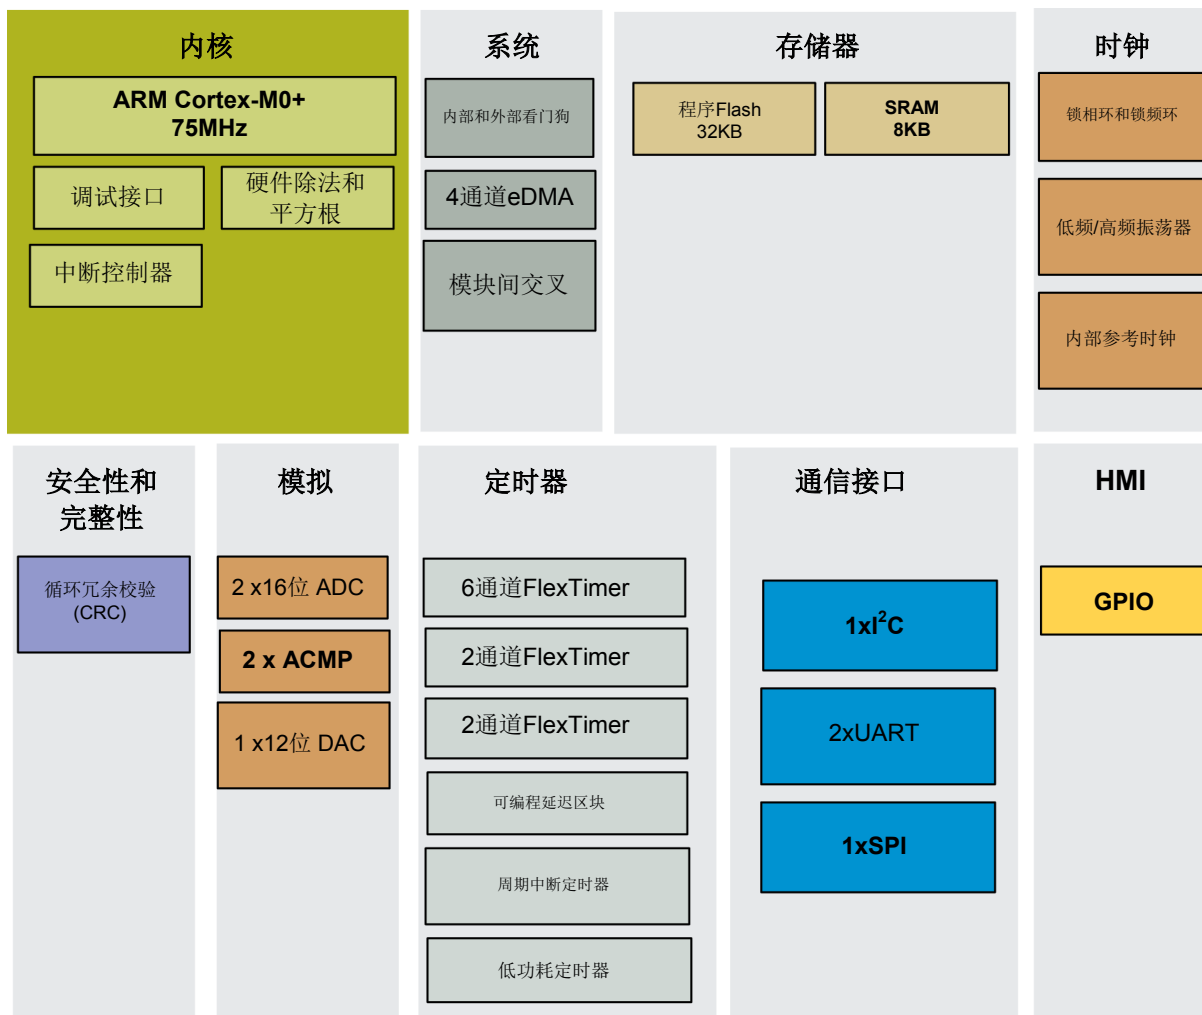 内核
ARM Cortex-M0+
75MHz
调试接口
硬件除法和
平方根
中断控制器
系统
内部和外部看门狗
4通道eDMA
模块间交叉
存储器
程序Flash
32KB
SRAM
8KB
时钟
锁相环和锁频环
低频/高频振荡器
内部参考时钟
安全性和
完整性
循环冗余校验
(CRC)
模拟
2 x16位 ADC
2 x ACMP
1 x12位 DAC
定时器
6通道FlexTimer
2通道FlexTimer
2通道FlexTimer
可编程延迟区块
周期中断定时器
低功耗定时器
通信接口
1xI²C
2xUART
1xSPI
HMI
GPIO